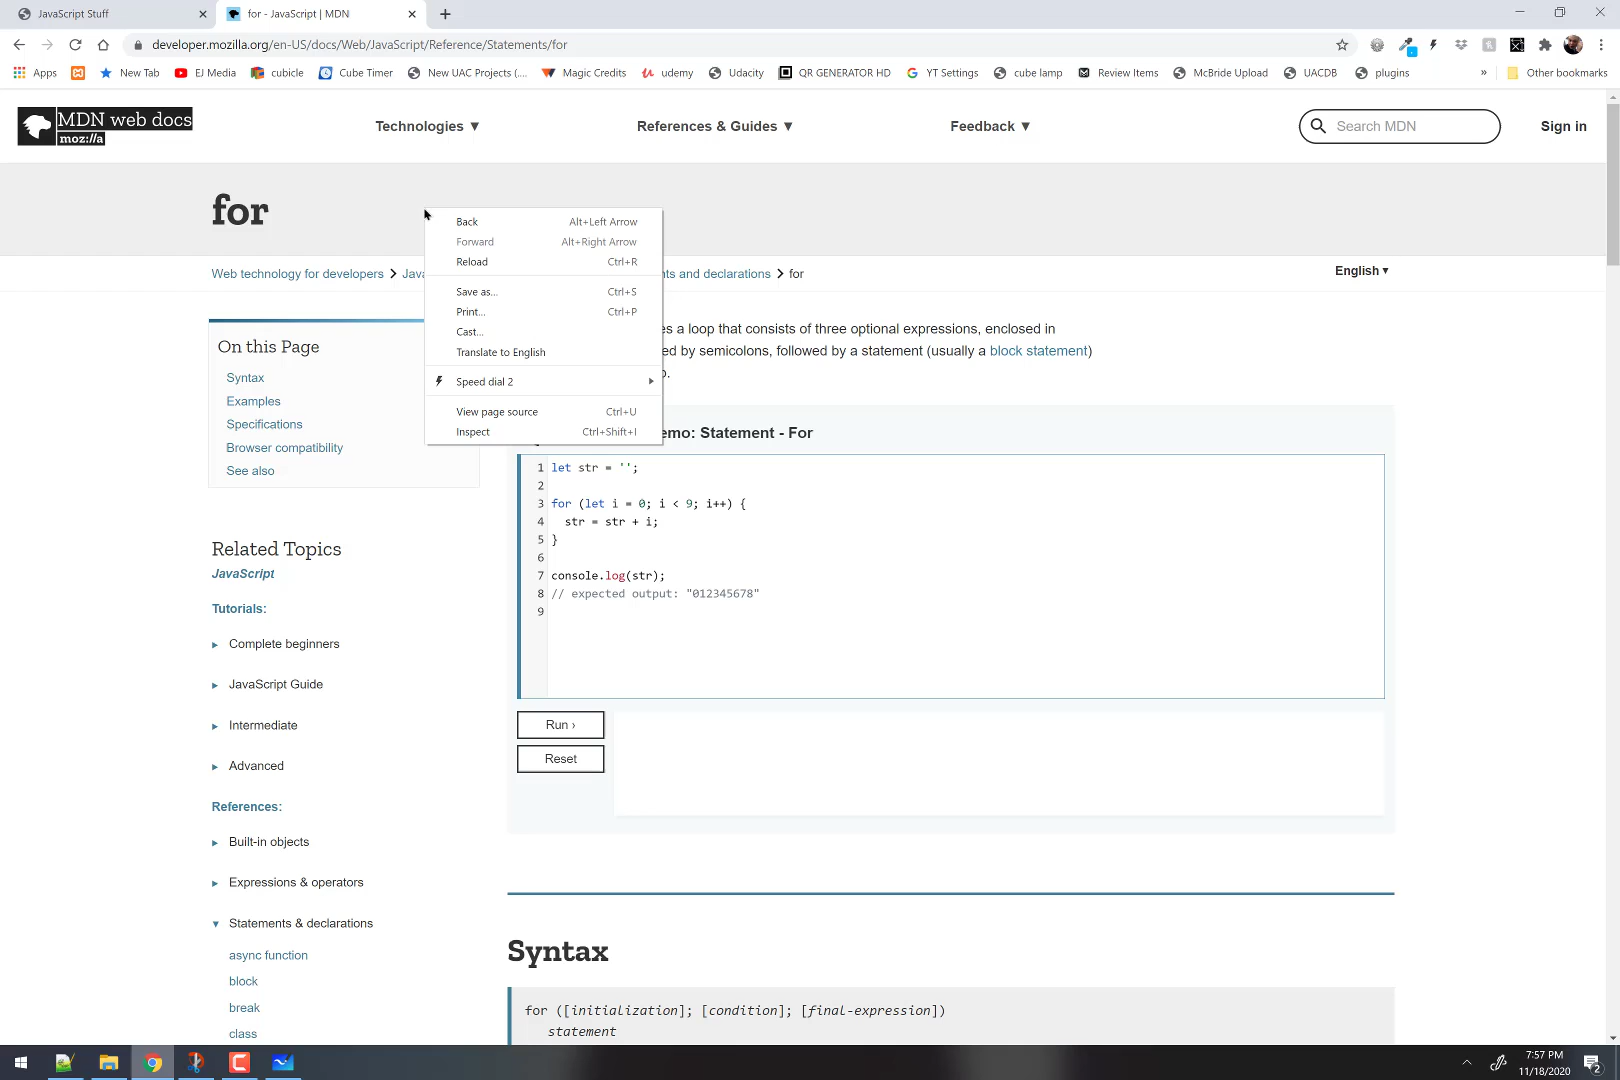 JavaScript Stuff
for - JavaScript | MDN
developer.mozilla.org/en-US/docs/Web/JavaScript/Reference/Statements/for
Apps
New Tab
EJ Media
cubicle
Cube Timer
New UAC Projects (....
Magic Credits
udemy
Udacity
QR GENERATOR HD
YT Settings
cube lamp
Review Items
McBride Upload
UACDB
plugins
»
Other bookmarks
MDN web docs
moz://a
Technologies ▼
References & Guides ▼
Feedback ▼
Search MDN
Sign in
for
Back Alt+Left Arrow
Forward Alt+Right Arrow
Reload Ctrl+R
Save as... Ctrl+S
Print... Ctrl+P
Cast...
Translate to English
Speed dial 2
View page source Ctrl+U
Inspect Ctrl+Shift+I
Web technology for developers
and declarations
for
English ▾
a loop that consists of three optional expressions, enclosed in
by semicolons, followed by a statement (usually a block statement)
On this Page
Syntax
Examples
Specifications
Browser compatibility
See also
Statement - For
1 let str = '';
2
3 for (let i = 0; i < 9; i++) {
4 str = str + i;
5 }
6
7 console.log(str);
8 // expected output: "012345678"
9
Run ›
Reset
Related Topics
JavaScript
Tutorials:
Complete beginners
JavaScript Guide
Intermediate
Advanced
References:
Built-in objects
Expressions & operators
Statements & declarations
async function
block
break
class
Syntax
for ([initialization]; [condition]; [final-expression])
statement
7:57 PM
11/18/2020
2